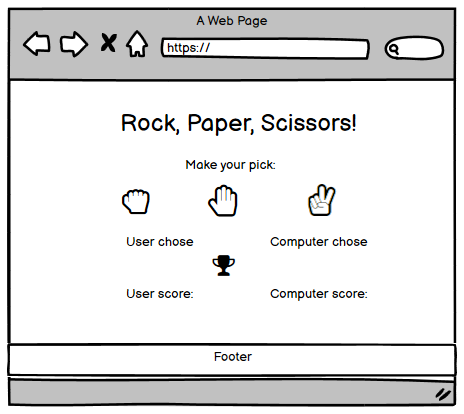 A Web Page
https://
Rock, Paper, Scissors!
Make your pick:
User chose
Computer chose
User score:
Computer score:
Footer